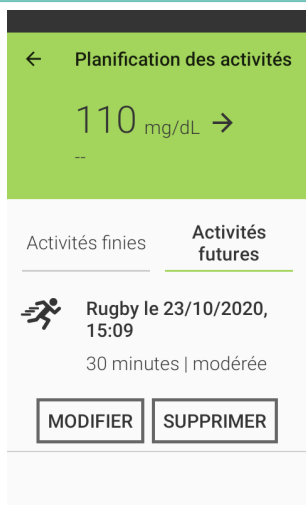 Planification des activités
110 mg/dL →
--
Activités finies
Activités
futures
Rugby le 23/10/2020,
15:09
30 minutes | modérée
MODIFIER SUPPRIMER